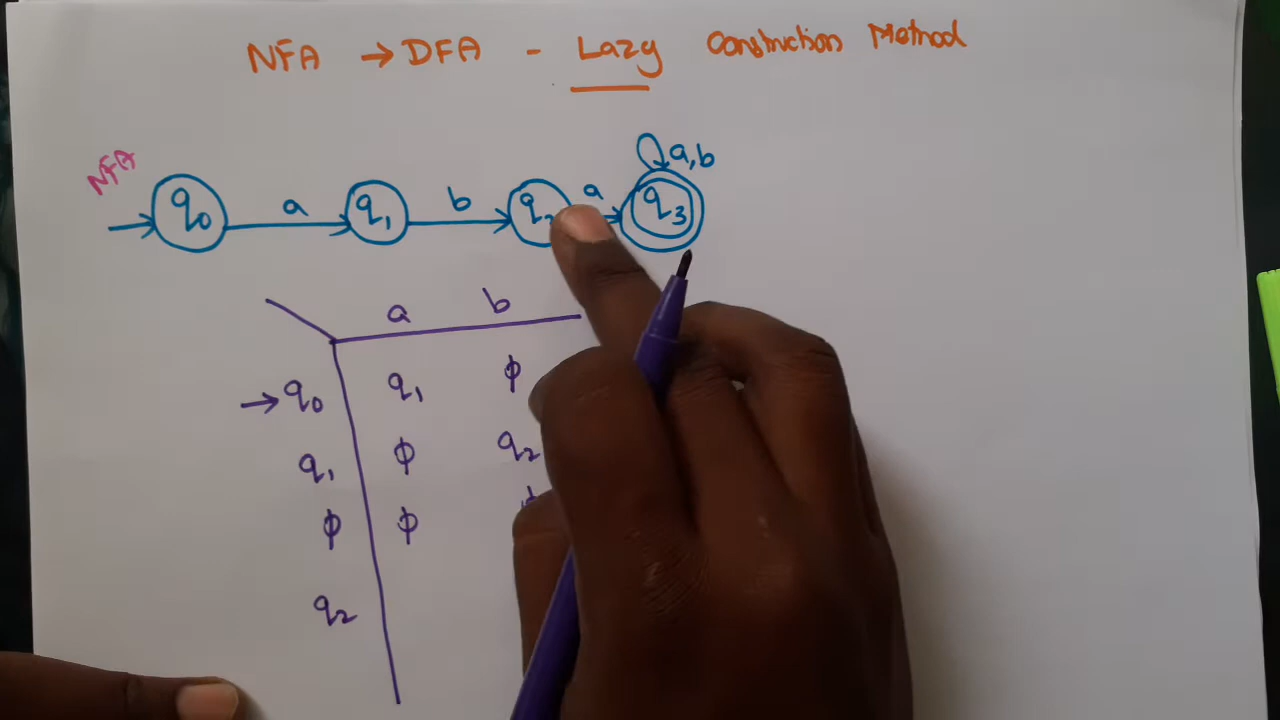 NFA → DFA - Lazy Construction Method
NFA
q0 a q1 b q2 a q3 a,b
a b
→ q0 q1 ϕ
q1 ϕ q2
ϕ ϕ
q2